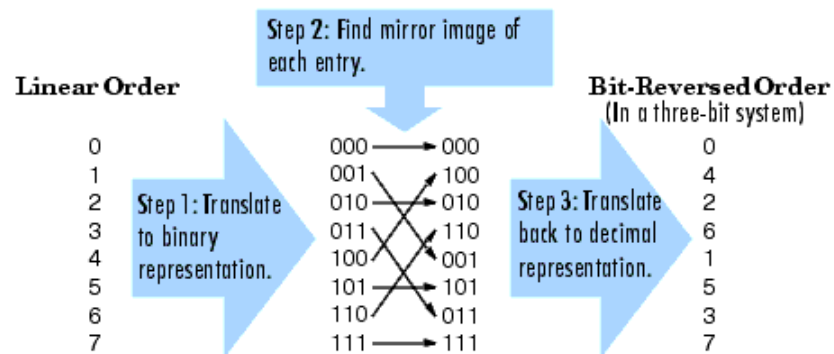 Step 2: Find mirror image of
each entry.
Linear Order
Bit-Reversed Order
(In a three-bit system)
0 000 000 0
1 001 100 4
2 010 010 2
3 011 110 6
4 100 001 1
5 101 101 5
6 110 011 3
7 111 111 7
Step 1: Translate
to binary
representation.
Step 3: Translate
back to decimal
representation.